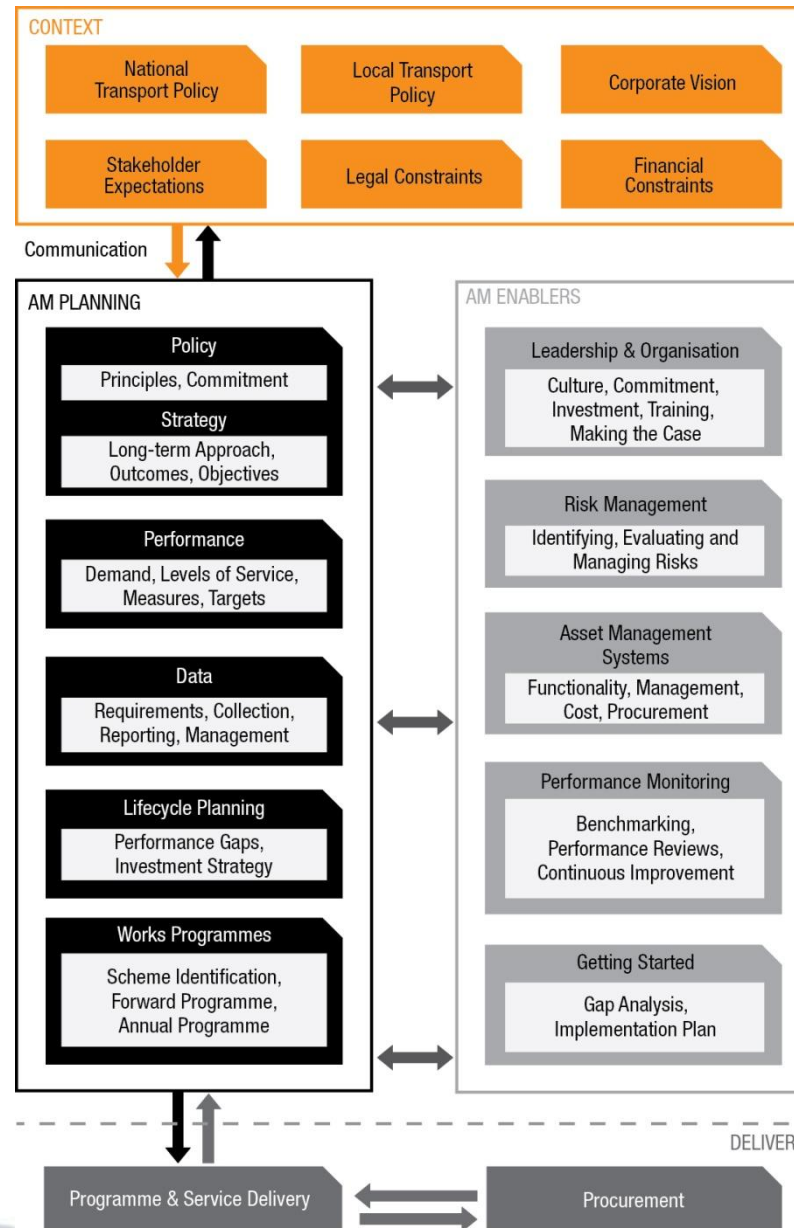 CONTEXT
National
Transport Policy
Local Transport
Policy
Corporate Vision
Stakeholder
Expectations
Legal Constraints
Financial
Constraints
Communication
AM PLANNING
Policy
Principles, Commitment
Strategy
Long-term Approach,
Outcomes, Objectives
Performance
Demand, Levels of Service,
Measures, Targets
Data
Requirements, Collection,
Reporting, Management
Lifecycle Planning
Performance Gaps,
Investment Strategy
Works Programmes
Scheme Identification,
Forward Programme,
Annual Programme
AM ENABLERS
Leadership & Organisation
Culture, Commitment,
Investment, Training,
Making the Case
Risk Management
Identifying, Evaluating and
Managing Risks
Asset Management
Systems
Functionality, Management,
Cost, Procurement
Performance Monitoring
Benchmarking,
Performance Reviews,
Continuous Improvement
Getting Started
Gap Analysis,
Implementation Plan
DELIVER
Programme & Service Delivery
Procurement